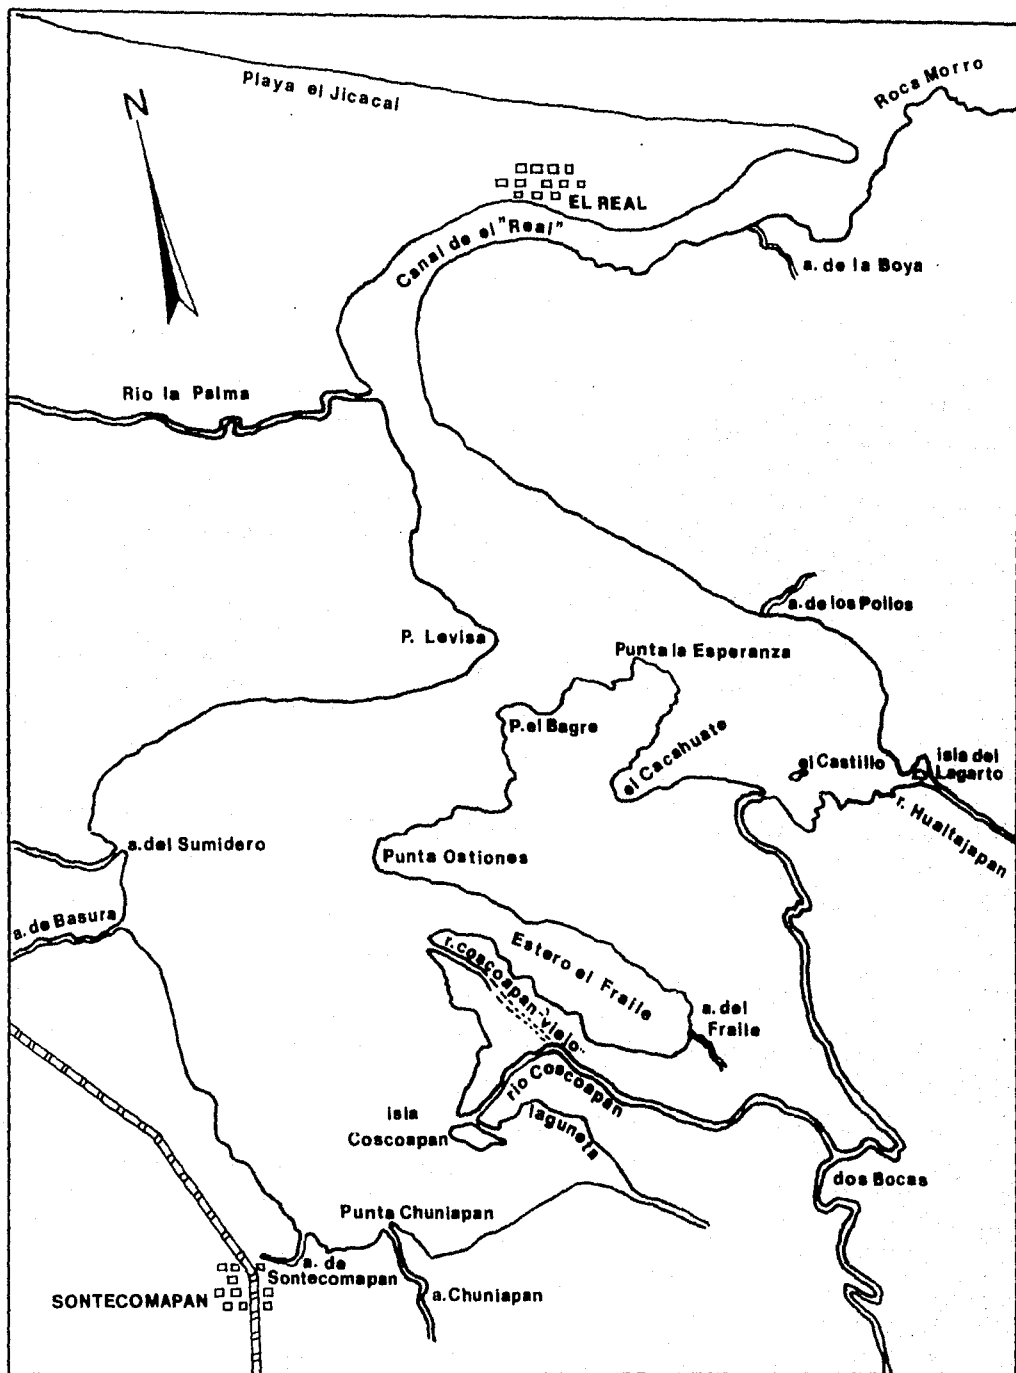 Playa el Jicacal
Roca Morro
N
EL REAL
Canal de el "Real"
a. de la Boya
Rio la Palma
a. de los Pollos
P. Levisa
Punta la Esperanza
P. el Bagre
el Cacahuate
el Castillo
isla del
Lagarto
r. Hualtajapan
a. del Sumidero
Punta Ostiones
a. de Basura
r. coscoapan "viejo"
Estero el Fraile
a. del
Fraile
rio Coscoapan
laguneta
isla
Coscoapan
dos Bocas
Punta Chuniapan
a. de
Sontecomapan
SONTECOMAPAN
a. Chuniapan